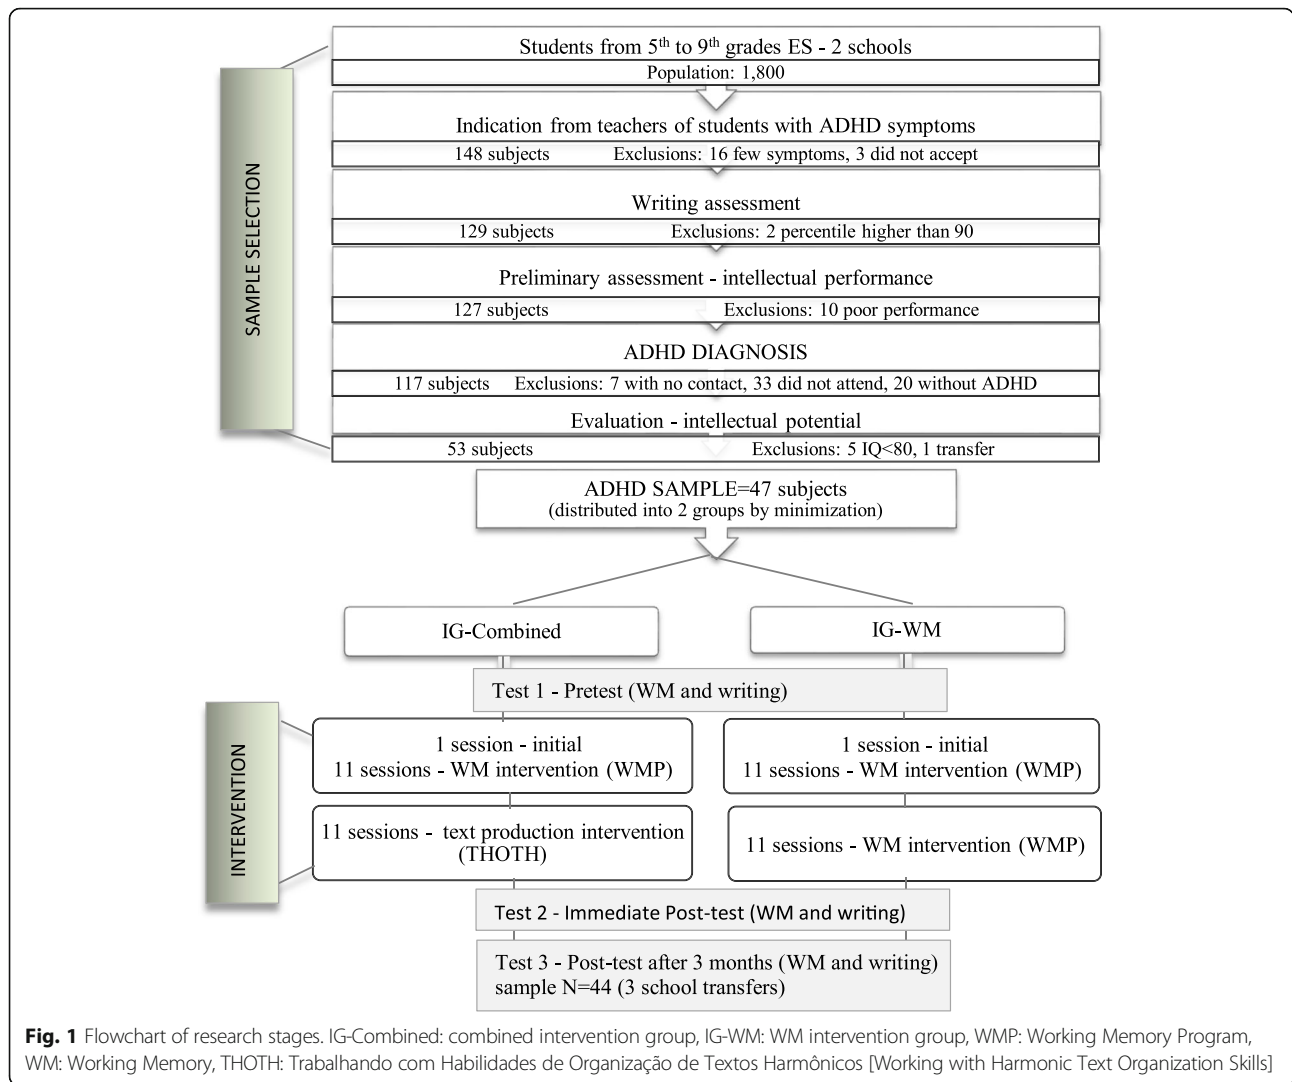 Students from 5th to 9th grades ES - 2 schools
Population: 1,800
Indication from teachers of students with ADHD symptoms
148 subjects Exclusions: 16 few symptoms, 3 did not accept
Writing assessment
129 subjects Exclusions: 2 percentile higher than 90
Preliminary assessment - intellectual performance
127 subjects Exclusions: 10 poor performance
ADHD DIAGNOSIS
117 subjects Exclusions: 7 with no contact, 33 did not attend, 20 without ADHD
Evaluation - intellectual potential
53 subjects Exclusions: 5 IQ<80, 1 transfer
SAMPLE SELECTION
ADHD SAMPLE=47 subjects
(distributed into 2 groups by minimization)
IG-Combined
IG-WM
Test 1 - Pretest (WM and writing)
INTERVENTION
1 session - initial
11 sessions - WM intervention (WMP)
1 session - initial
11 sessions - WM intervention (WMP)
11 sessions - text production intervention
(THOTH)
11 sessions - WM intervention (WMP)
Test 2 - Immediate Post-test (WM and writing)
Test 3 - Post-test after 3 months (WM and writing)
sample N=44 (3 school transfers)
Fig. 1 Flowchart of research stages. IG-Combined: combined intervention group, IG-WM: WM intervention group, WMP: Working Memory Program,
WM: Working Memory, THOTH: Trabalhando com Habilidades de Organização de Textos Harmônicos [Working with Harmonic Text Organization Skills]